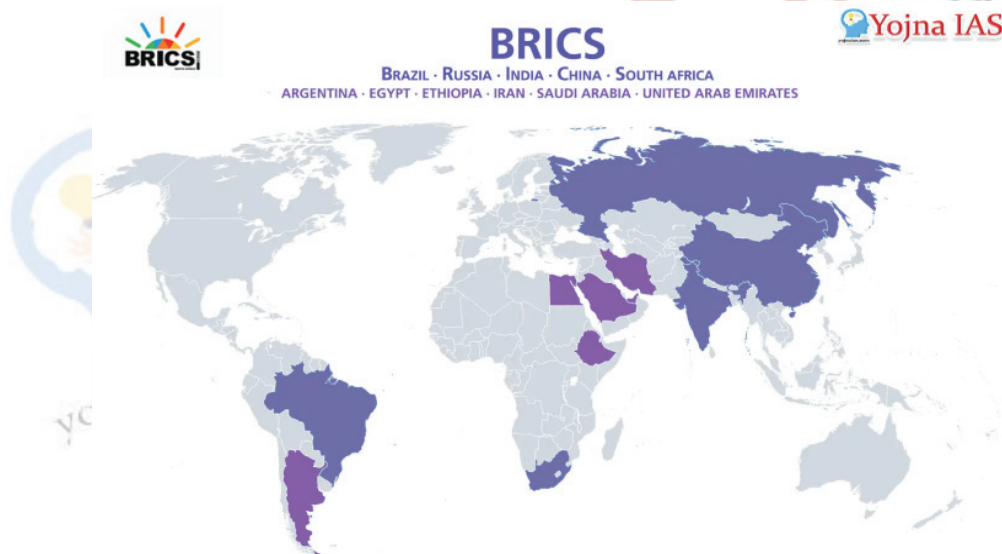 BRICS
Yojna IAS
BRICS
BRAZIL · RUSSIA · INDIA · CHINA · SOUTH AFRICA
ARGENTINA · EGYPT · ETHIOPIA · IRAN · SAUDI ARABIA · UNITED ARAB EMIRATES
yo